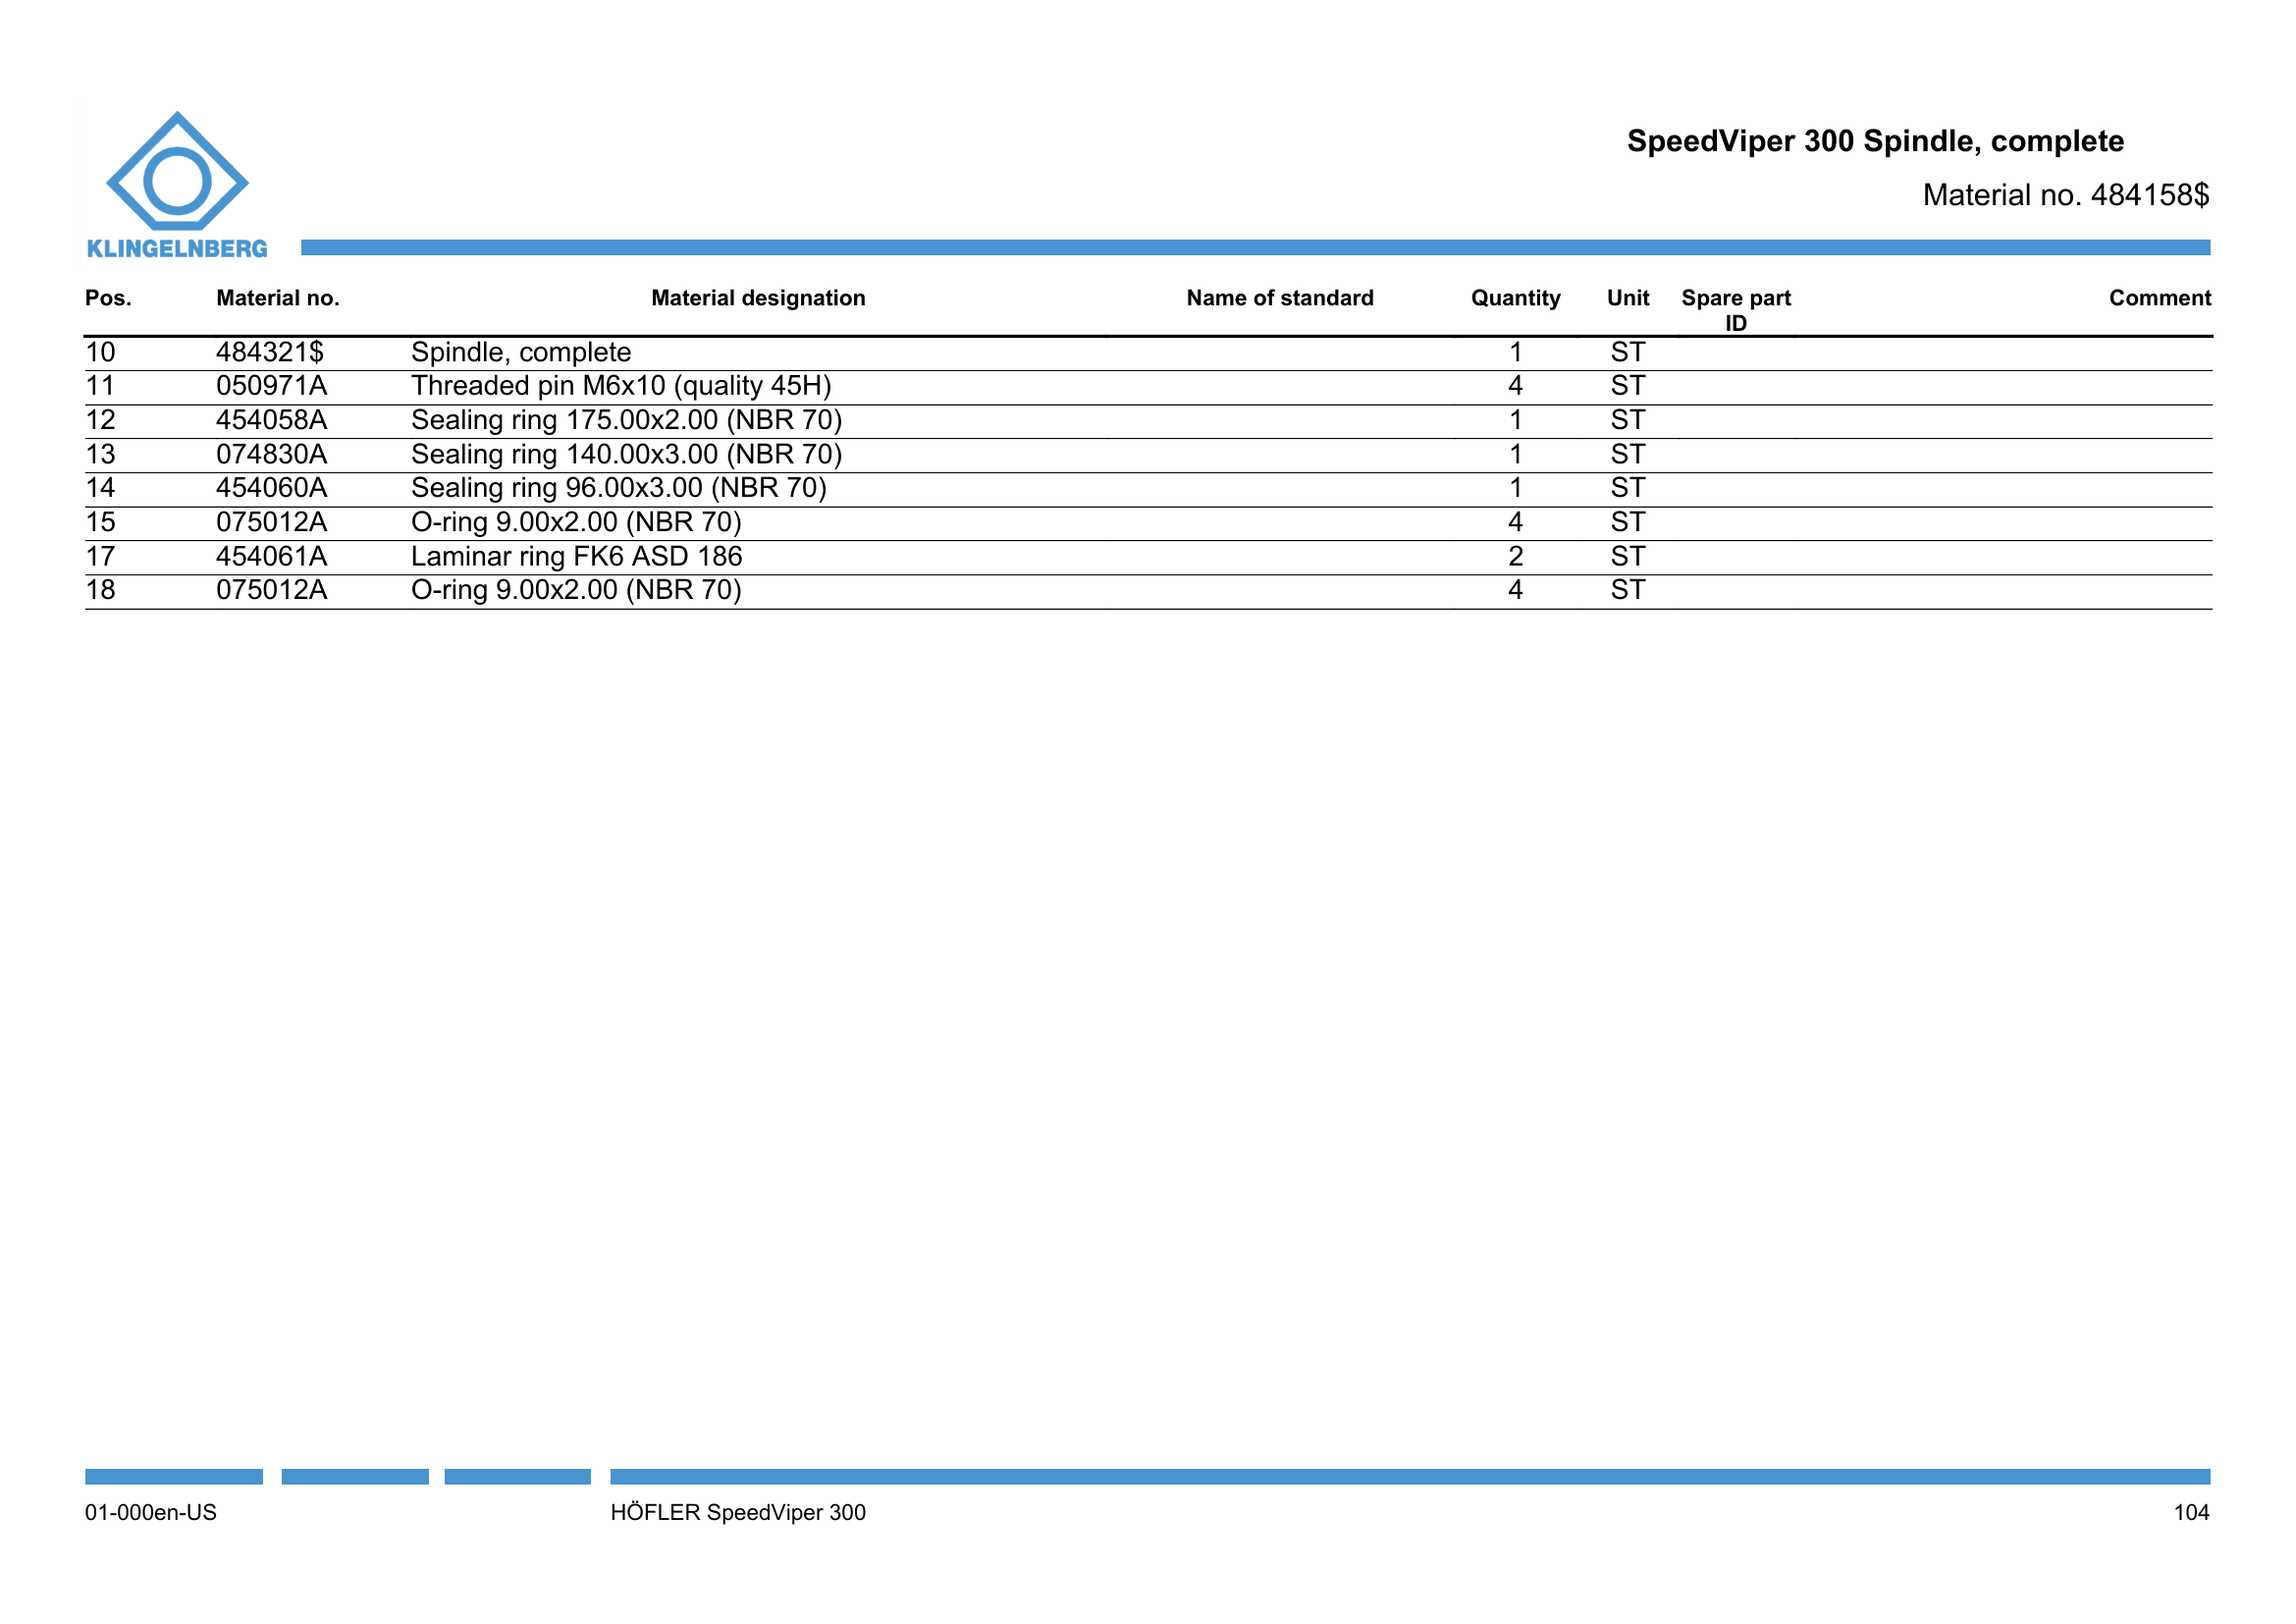 SpeedViper 300 Spindle, complete
Material no. 484158$
KLINGELNBERG
Pos. Material no. Material designation Name of standard Quantity Unit Spare part ID Comment
10 484321$ Spindle, complete 1 ST
11 050971A Threaded pin M6x10 (quality 45H) 4 ST
12 454058A Sealing ring 175.00x2.00 (NBR 70) 1 ST
13 074830A Sealing ring 140.00x3.00 (NBR 70) 1 ST
14 454060A Sealing ring 96.00x3.00 (NBR 70) 1 ST
15 075012A O-ring 9.00x2.00 (NBR 70) 4 ST
17 454061A Laminar ring FK6 ASD 186 2 ST
18 075012A O-ring 9.00x2.00 (NBR 70) 4 ST
01-000en-US HÖFLER SpeedViper 300 104